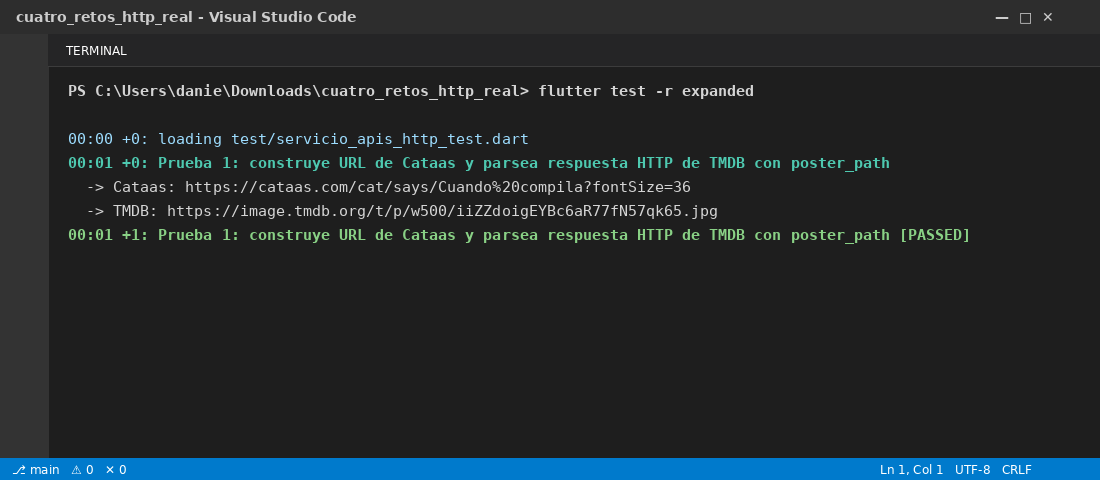 cuatro_retos_http_real - Visual Studio Code
TERMINAL
PS C:\Users\danie\Downloads\cuatro_retos_http_real> flutter test -r expanded
00:00 +0: loading test/servicio_apis_http_test.dart
00:01 +0: Prueba 1: construye URL de Cataas y parsea respuesta HTTP de TMDB con poster_path
-> Cataas: https://cataas.com/cat/says/Cuando%20compila?fontSize=36
-> TMDB: https://image.tmdb.org/t/p/w500/iiZZdoigEYBc6aR77fN57qk65.jpg
00:01 +1: Prueba 1: construye URL de Cataas y parsea respuesta HTTP de TMDB con poster_path [PASSED]
main ⚠ 0 ✕ 0 Ln 1, Col 1 UTF-8 CRLF